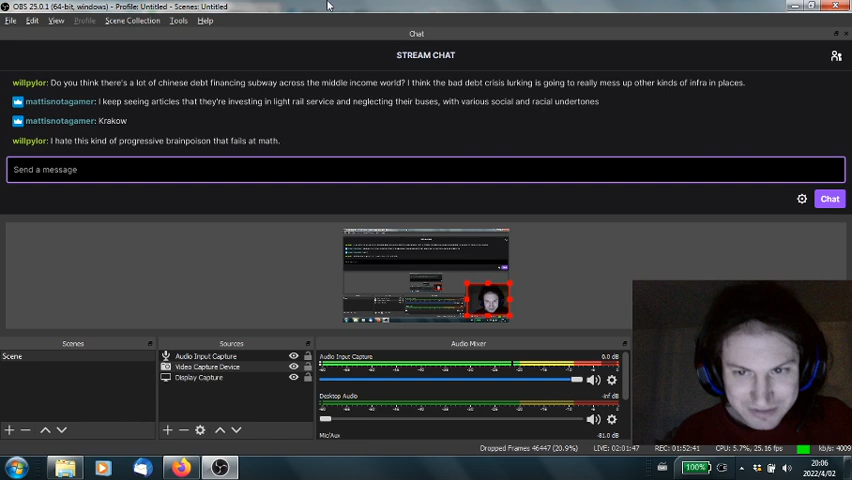 OBS 25.0.1 (64-bit, windows) - Profile: Untitled - Scenes: Untitled
File Edit View Profile Scene Collection Tools Help
Chat
STREAM CHAT
willpylor: Do you think there's a lot of chinese debt financing subway across the middle income world? I think the bad debt crisis lurking is going to really mess up other kinds of infra in places.
mattisnotagamer: I keep seeing articles that they're investing in light rail service and neglecting their buses, with various social and racial undertones
mattisnotagamer: Krakow
willpylor: I hate this kind of progressive brainpoison that fails at math.
Send a message
Chat
Scenes Sources Audio Mixer
Scene
Audio Input Capture
Video Capture Device
Display Capture
Audio Input Capture 0.0 dB
Desktop Audio -inf dB
Mic/Aux -81.0 dB
Dropped Frames 46447 (20.9%) LIVE: 02:01:47 REC: 01:52:41 CPU: 5.7%, 25.16 fps kb/s: 4009
100% 20:06
2022/4/02